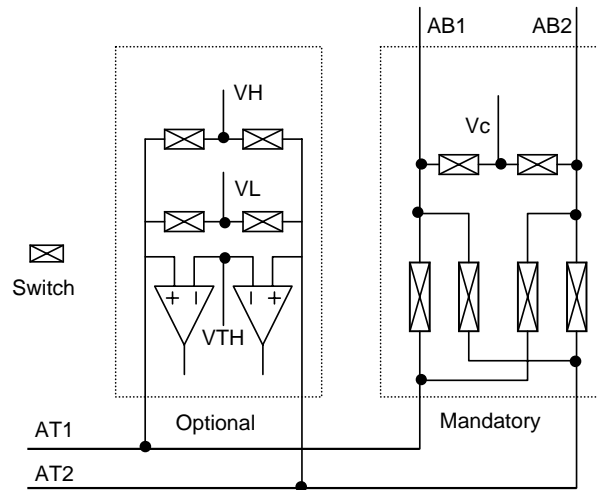 AB1 AB2
VH
Vc
VL
+ − − +
VTH
Switch
Optional
Mandatory
AT1
AT2